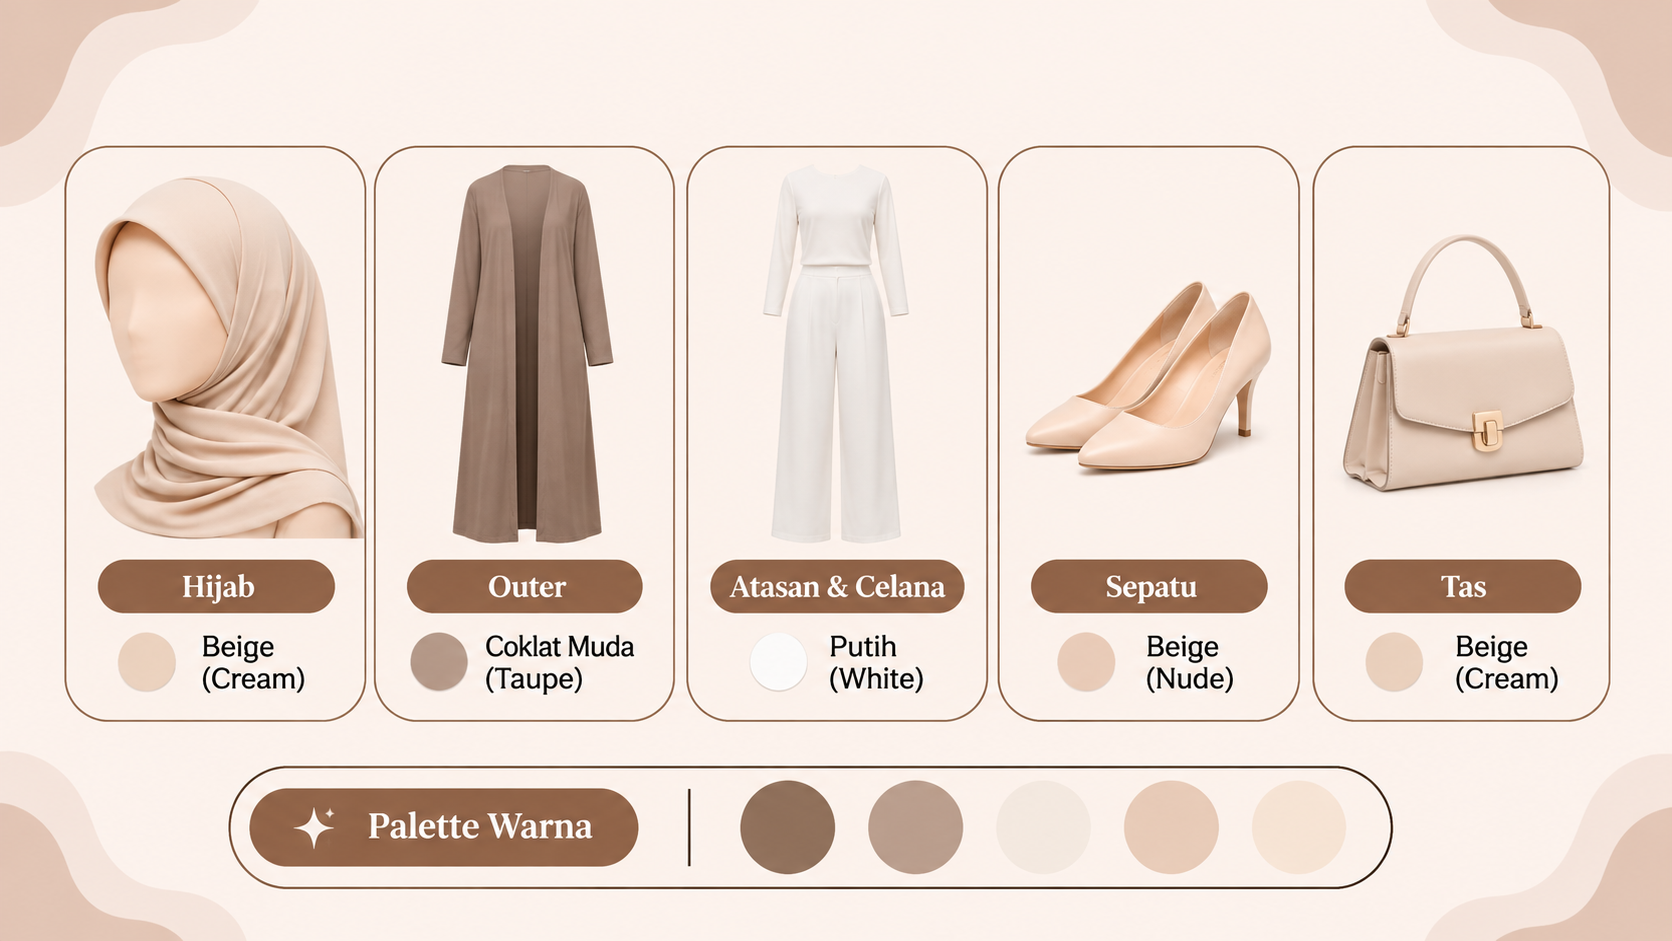 Hijab
Beige
(Cream)
Outer
Coklat Muda
(Taupe)
Atasan & Celana
Putih
(White)
Sepatu
Beige
(Nude)
Tas
Beige
(Cream)
Palette Warna